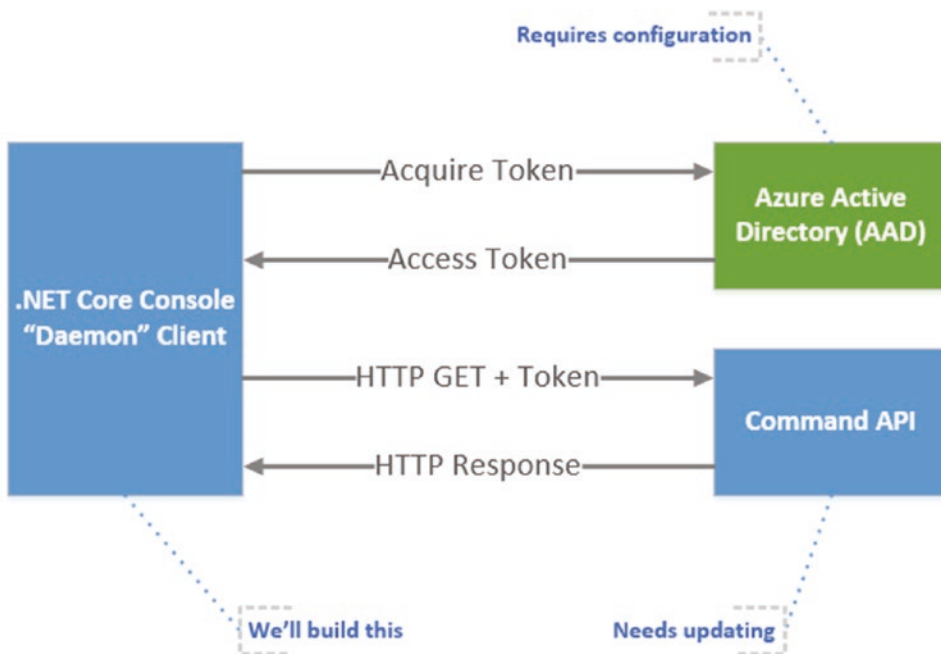 Requires configuration
Acquire Token
Azure Active
Directory (AAD)
Access Token
.NET Core Console
“Daemon” Client
HTTP GET + Token
Command API
HTTP Response
We’ll build this
Needs updating